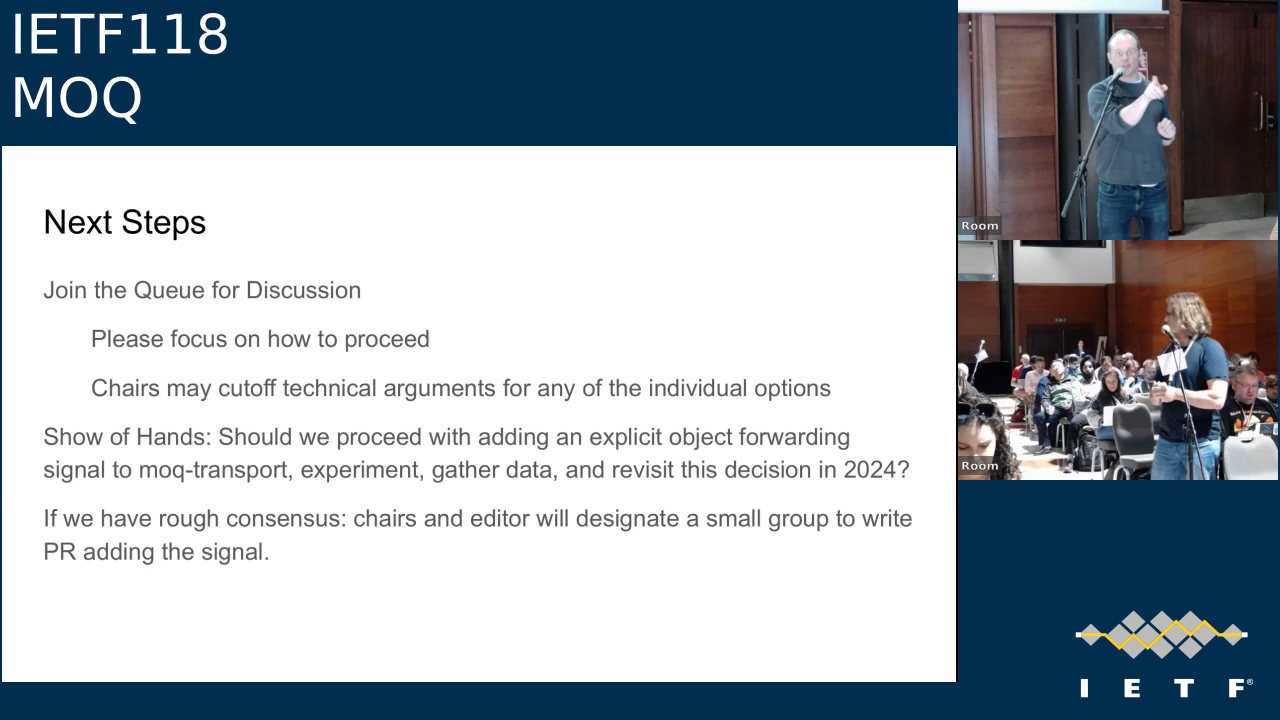 IETF118
MOQ
Next Steps
Join the Queue for Discussion
Please focus on how to proceed
Chairs may cutoff technical arguments for any of the individual options
Show of Hands: Should we proceed with adding an explicit object forwarding
signal to moq-transport, experiment, gather data, and revisit this decision in 2024?
If we have rough consensus: chairs and editor will designate a small group to write
PR adding the signal.
Room
Room
I E T F®